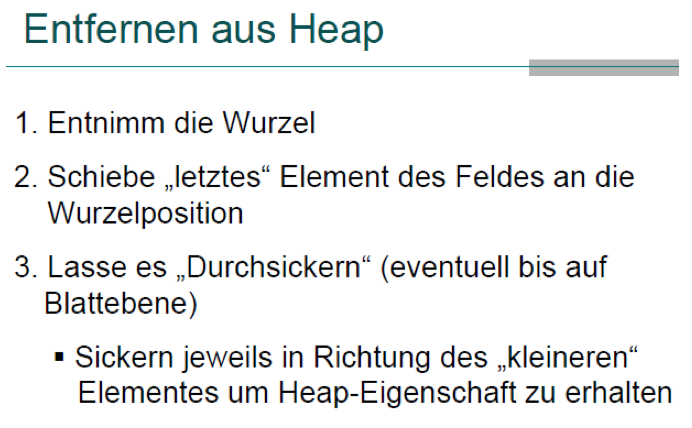 Entfernen aus Heap
1. Entnimm die Wurzel
2. Schiebe „letztes“ Element des Feldes an die
Wurzelposition
3. Lasse es „Durchsickern“ (eventuell bis auf
Blattebene)
▪ Sickern jeweils in Richtung des „kleineren“
Elementes um Heap-Eigenschaft zu erhalten